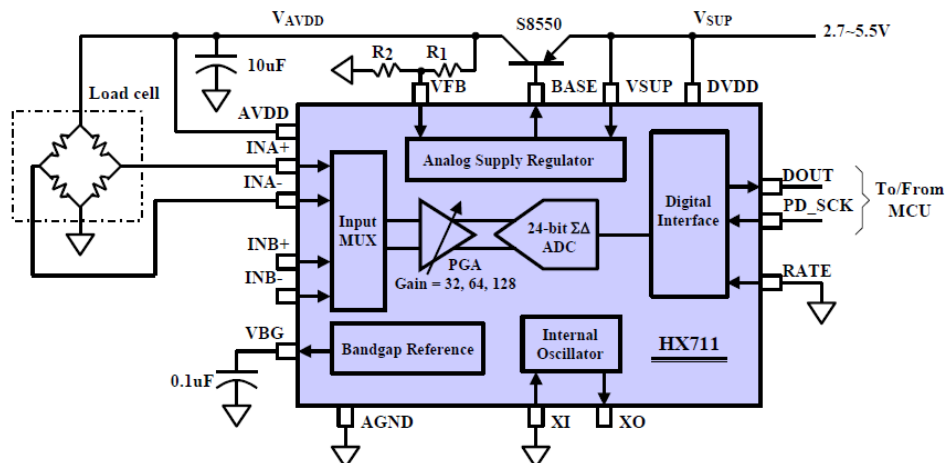 VAVDD
S8550
VSUP
2.7~5.5V
10uF
R2
R1
Load cell
VFB
BASE
VSUP
DVDD
AVDD
INA+
INA-
INB+
INB-
VBG
0.1uF
Analog Supply Regulator
Input
MUX
PGA
Gain = 32, 64, 128
24-bit ΣΔ
ADC
Digital
Interface
DOUT
PD_SCK
To/From
MCU
RATE
Bandgap Reference
Internal
Oscillator
HX711
AGND
XI
XO